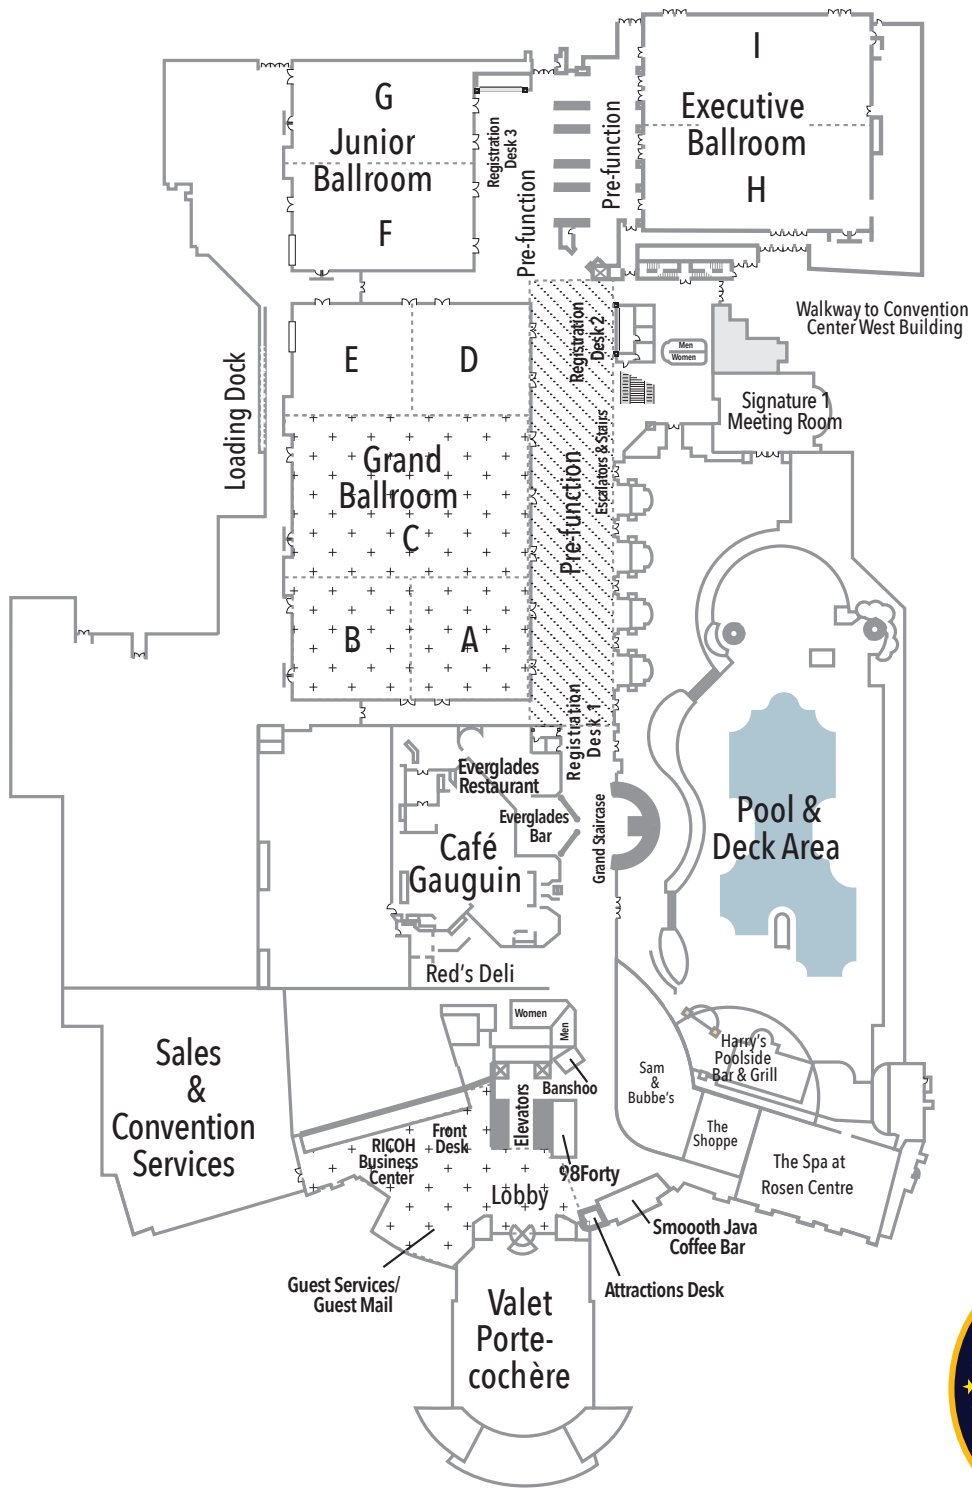 I
Executive
Ballroom
H
G
Junior
Ballroom
F
Registration
Desk 3
Pre-function
Pre-function
Walkway to Convention
Center West Building
Registration
Desk 2
Men
Women
E
D
Loading Dock
Signature 1
Meeting Room
Grand
Ballroom
C
Pre-function
Escalators & Stairs
B
A
Registration
Desk 1
Everglades
Restaurant
Everglades
Bar
Grand Staircase
Pool &
Deck Area
Café
Gauguin
Red's Deli
Women
Men
Banshoo
Sales
&
Convention
Services
Harry's
Poolside
Bar & Grill
Sam
&
Bubbe's
The
Shoppe
The Spa at
Rosen Centre
Elevators
Front
Desk
RICOH
Business
Center
98Forty
Lobby
Smoooth Java
Coffee Bar
Attractions Desk
Guest Services/
Guest Mail
Valet
Porte-
cochère